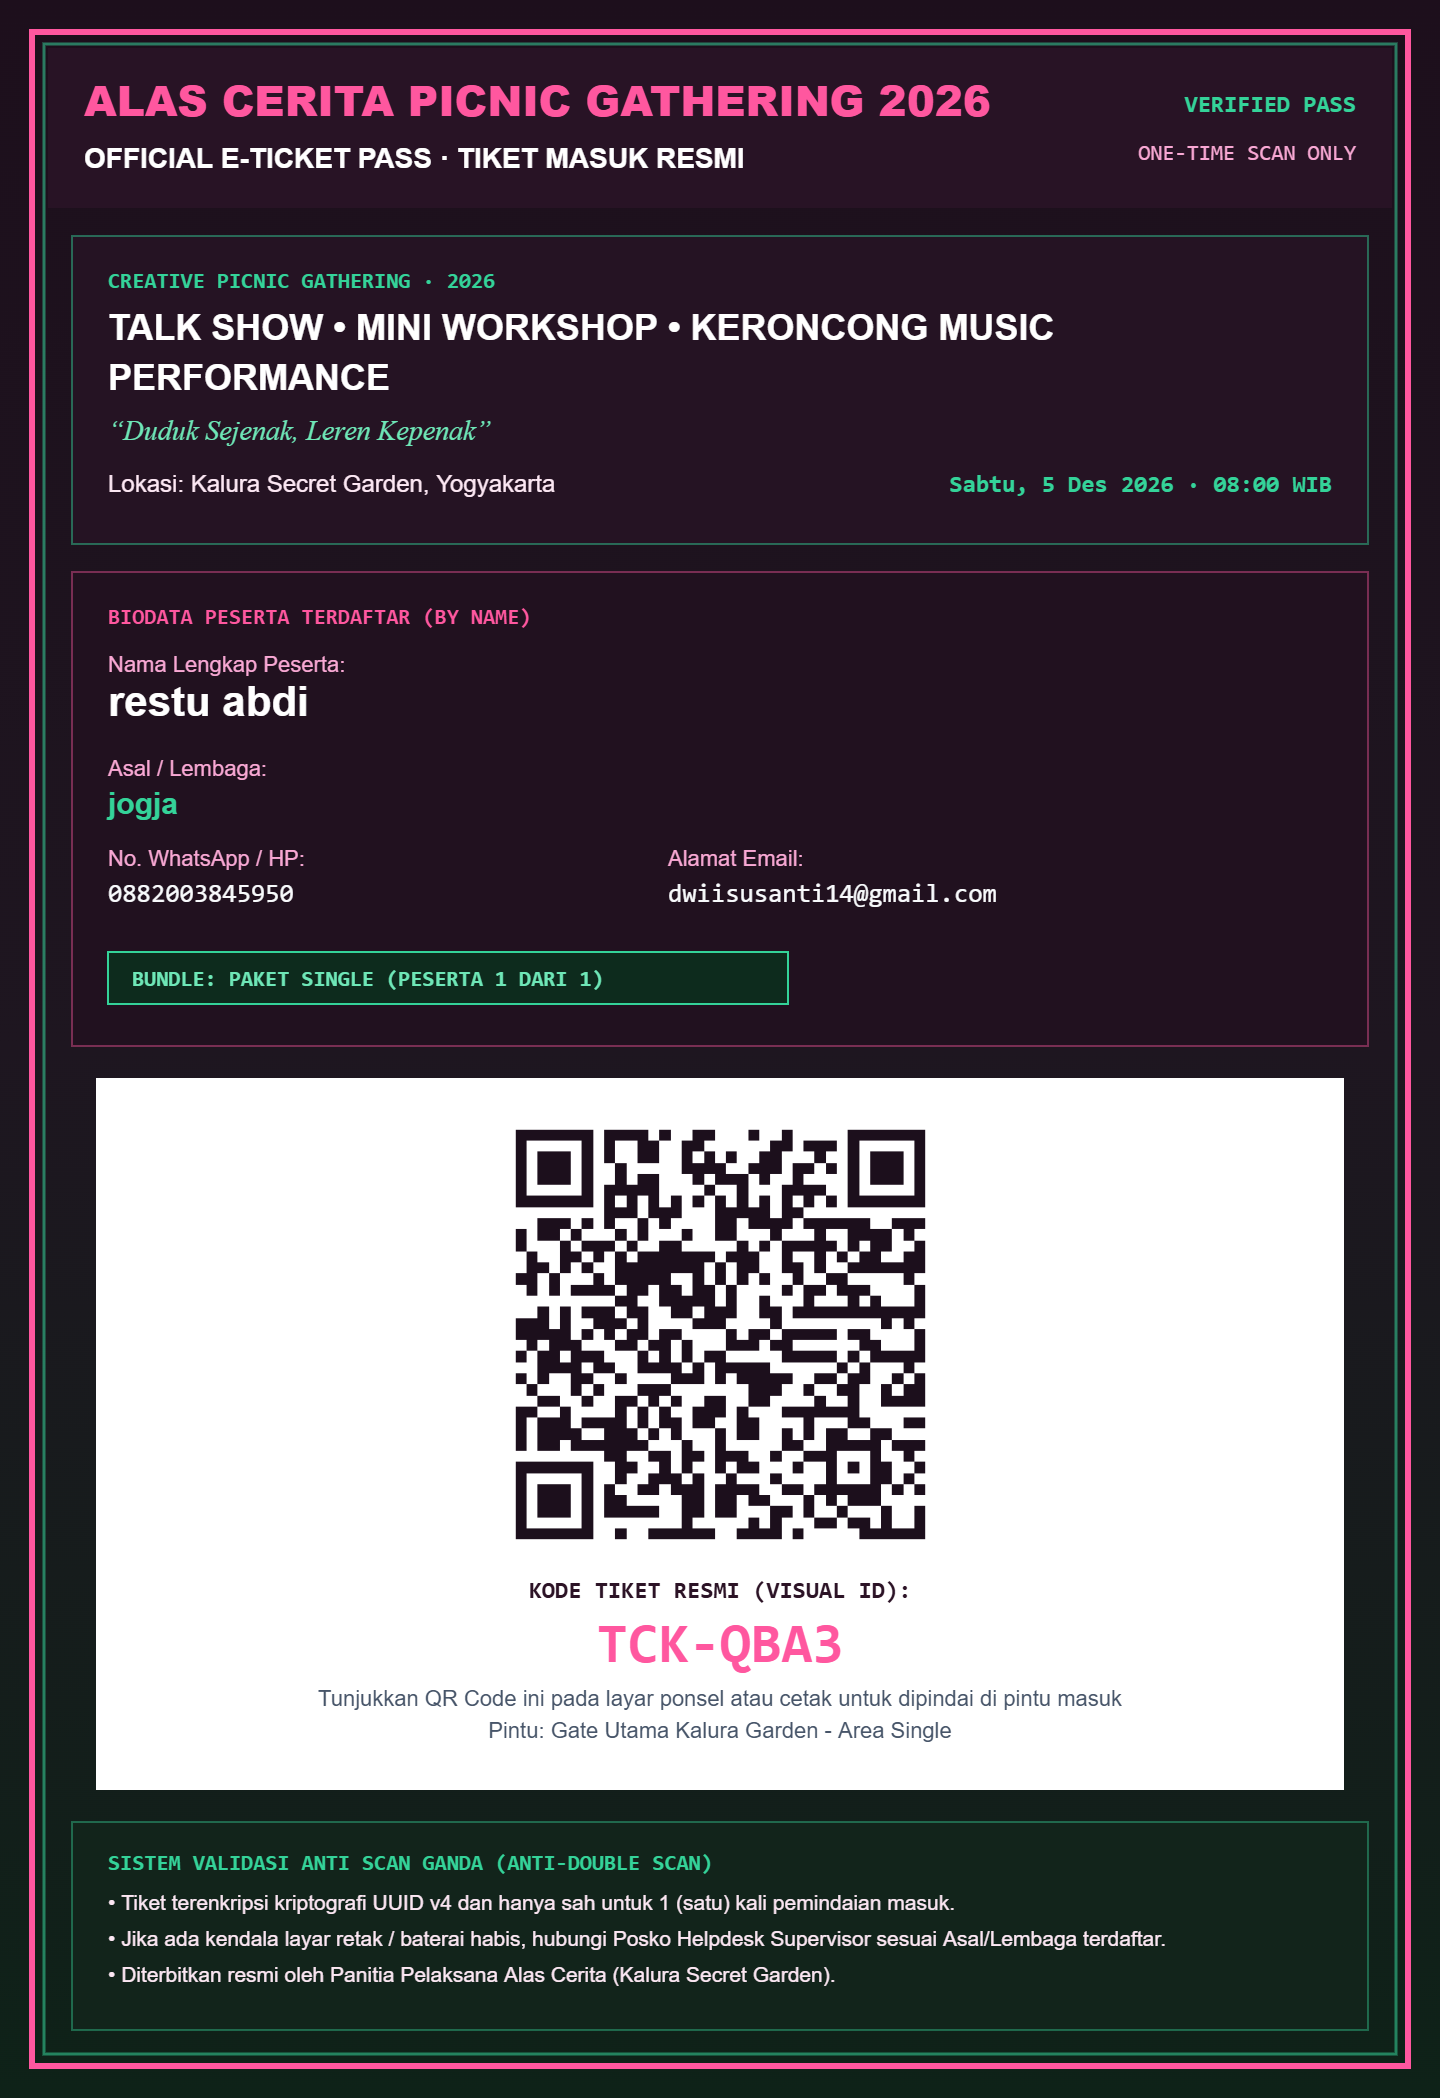 ALAS CERITA PICNIC GATHERING 2026
VERIFIED PASS
OFFICIAL E-TICKET PASS · TIKET MASUK RESMI
ONE-TIME SCAN ONLY
CREATIVE PICNIC GATHERING · 2026
TALK SHOW • MINI WORKSHOP • KERONCONG MUSIC
PERFORMANCE
“Duduk Sejenak, Leren Kepenak”
Lokasi: Kalura Secret Garden, Yogyakarta
Sabtu, 5 Des 2026 · 08:00 WIB
BIODATA PESERTA TERDAFTAR (BY NAME)
Nama Lengkap Peserta:
restu abdi
Asal / Lembaga:
jogja
No. WhatsApp / HP:
0882003845950
Alamat Email:
dwiisusanti14@gmail.com
BUNDLE: PAKET SINGLE (PESERTA 1 DARI 1)
KODE TIKET RESMI (VISUAL ID):
TCK-QBA3
Tunjukkan QR Code ini pada layar ponsel atau cetak untuk dipindai di pintu masuk
Pintu: Gate Utama Kalura Garden - Area Single
SISTEM VALIDASI ANTI SCAN GANDA (ANTI-DOUBLE SCAN)
• Tiket terenkripsi kriptografi UUID v4 dan hanya sah untuk 1 (satu) kali pemindaian masuk.
• Jika ada kendala layar retak / baterai habis, hubungi Posko Helpdesk Supervisor sesuai Asal/Lembaga terdaftar.
• Diterbitkan resmi oleh Panitia Pelaksana Alas Cerita (Kalura Secret Garden).